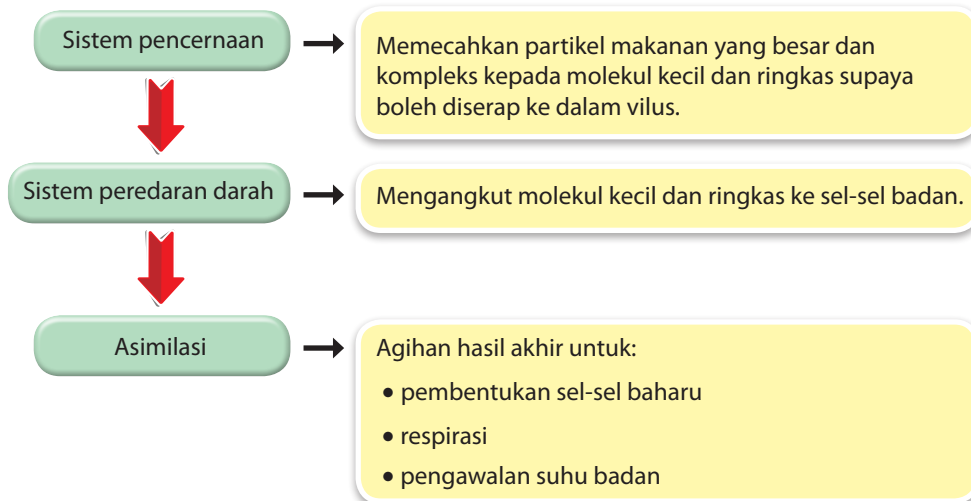 Sistem pencernaan
Memecahkan partikel makanan yang besar dan
kompleks kepada molekul kecil dan ringkas supaya
boleh diserap ke dalam vilus.
Sistem peredaran darah
Mengangkut molekul kecil dan ringkas ke sel-sel badan.
Asimilasi
Agihan hasil akhir untuk:
• pembentukan sel-sel baharu
• respirasi
• pengawalan suhu badan